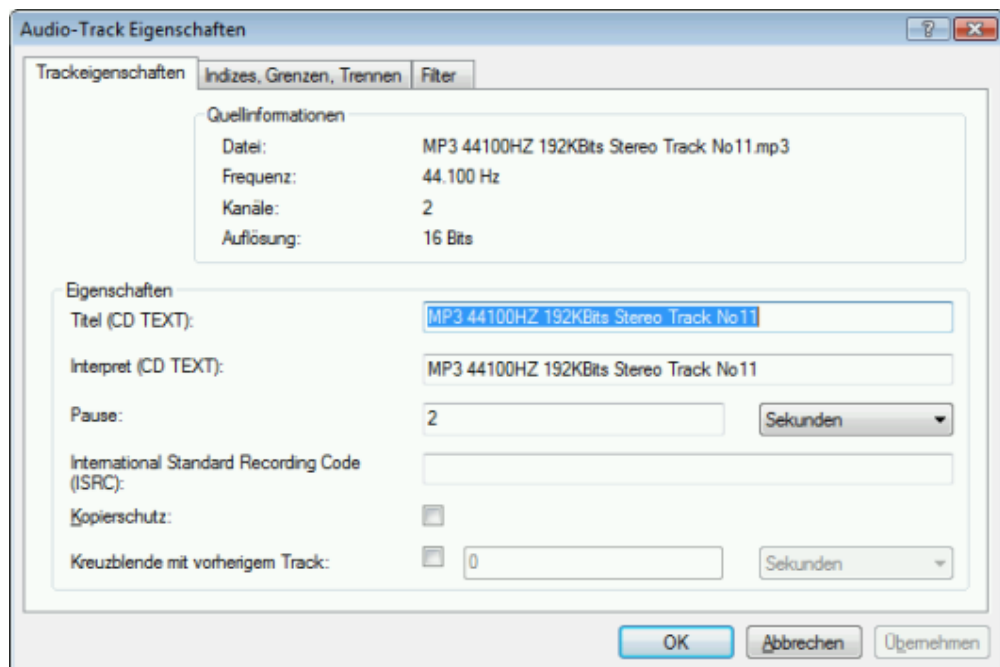 Audio-Track Eigenschaften
Trackeigenschaften
Indizes, Grenzen, Trennen
Filter
Quellinformationen
Datei: MP3 44100HZ 192KBits Stereo Track No11.mp3
Frequenz: 44.100 Hz
Kanäle: 2
Auflösung: 16 Bits
Eigenschaften
Titel (CD TEXT): MP3 44100HZ 192KBits Stereo Track No11
Interpret (CD TEXT): MP3 44100HZ 192KBits Stereo Track No11
Pause: 2 Sekunden
International Standard Recording Code
(ISRC):
Kopierschutz:
Kreuzblende mit vorherigem Track: 0 Sekunden
OK Abbrechen Übernehmen